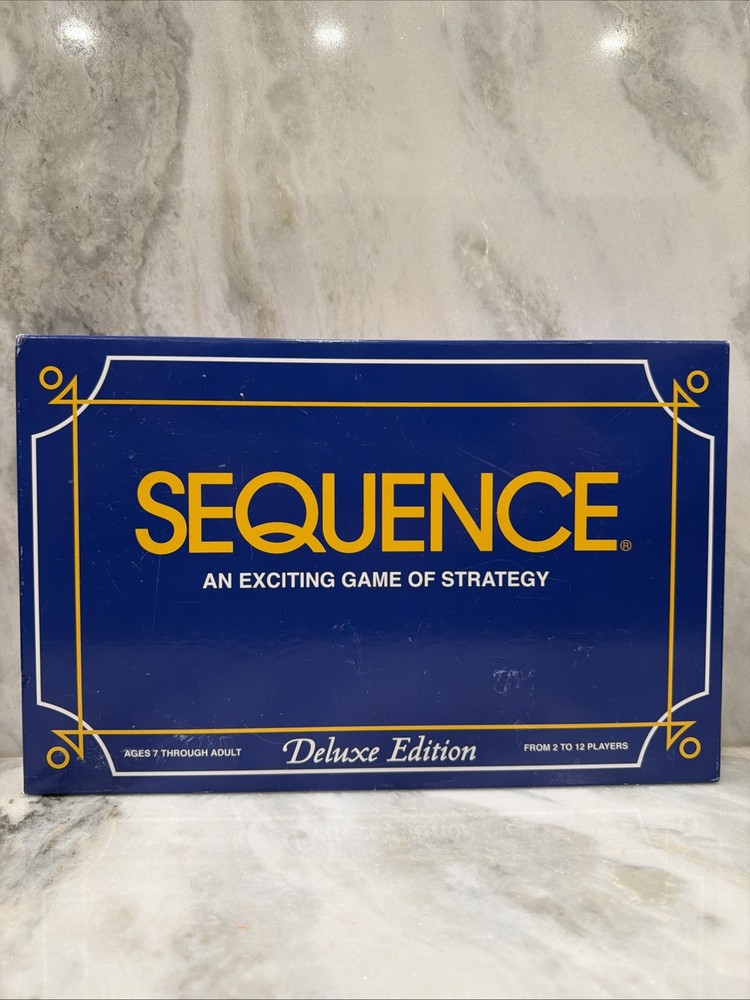 SEQUENCE®
AN EXCITING GAME OF STRATEGY
AGES 7 THROUGH ADULT
Deluxe Edition
FROM 2 TO 12 PLAYERS